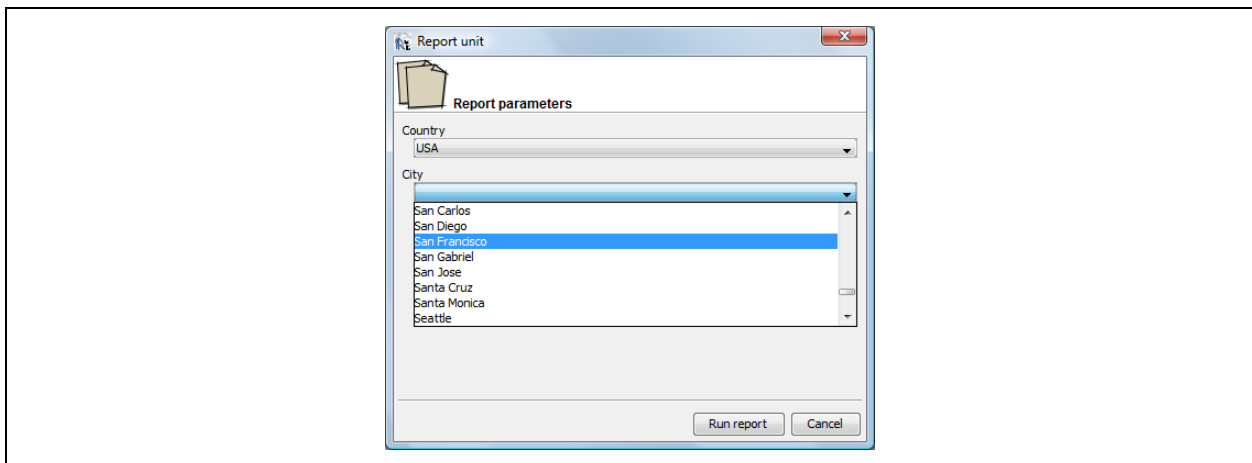 Report unit
Report parameters
Country
USA
City
San Carlos
San Diego
San Francisco
San Gabriel
San Jose
Santa Cruz
Santa Monica
Seattle
Run report Cancel